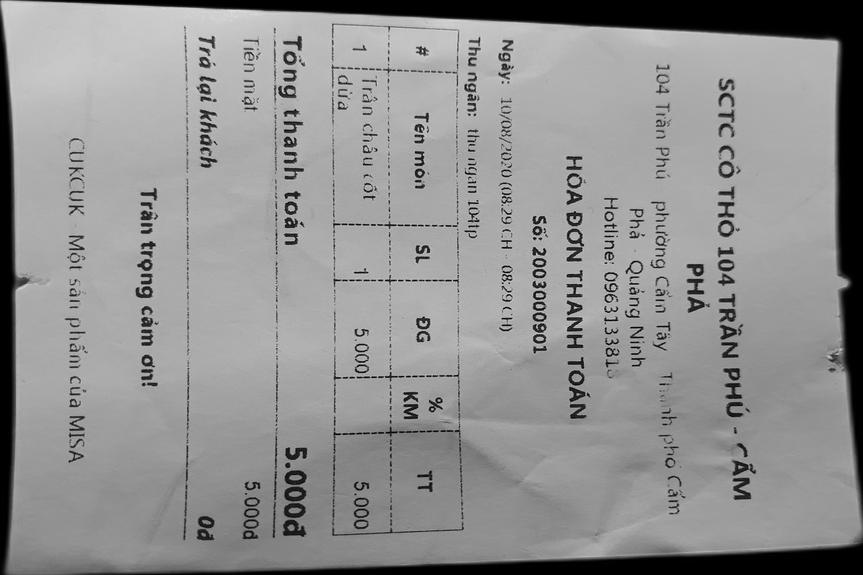 SCTC CÔ THỎ 104 TRẦN PHÚ - CẨM
PHẢ
104 Trần Phú phường Cẩm Tây Thành phố Cẩm
Phả - Quảng Ninh
Hotline:
HÓA ĐƠN THANH TOÁN
Số: 2003000901
Ngày: 10/08/2020 (08:29 CH - 08:29 CH)
Thu ngân: thu ngan 104tp
# Tên món SL ĐG % KM TT
1 Trân châu cốt dừa 1 5.000 5.000
Tổng thanh toán 5.000đ
Tiền mặt 5.000đ
Trả lại khách 0đ
Trân trọng cảm ơn!
CUKCUK - Một sản phẩm của MISA